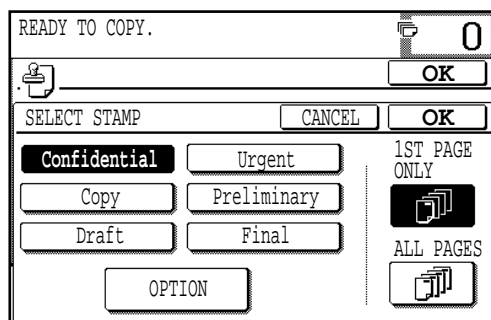 READY TO COPY.
0
OK
SELECT STAMP
CANCEL
OK
Confidential
Urgent
1ST PAGE
ONLY
Copy
Preliminary
Draft
Final
ALL PAGES
OPTION